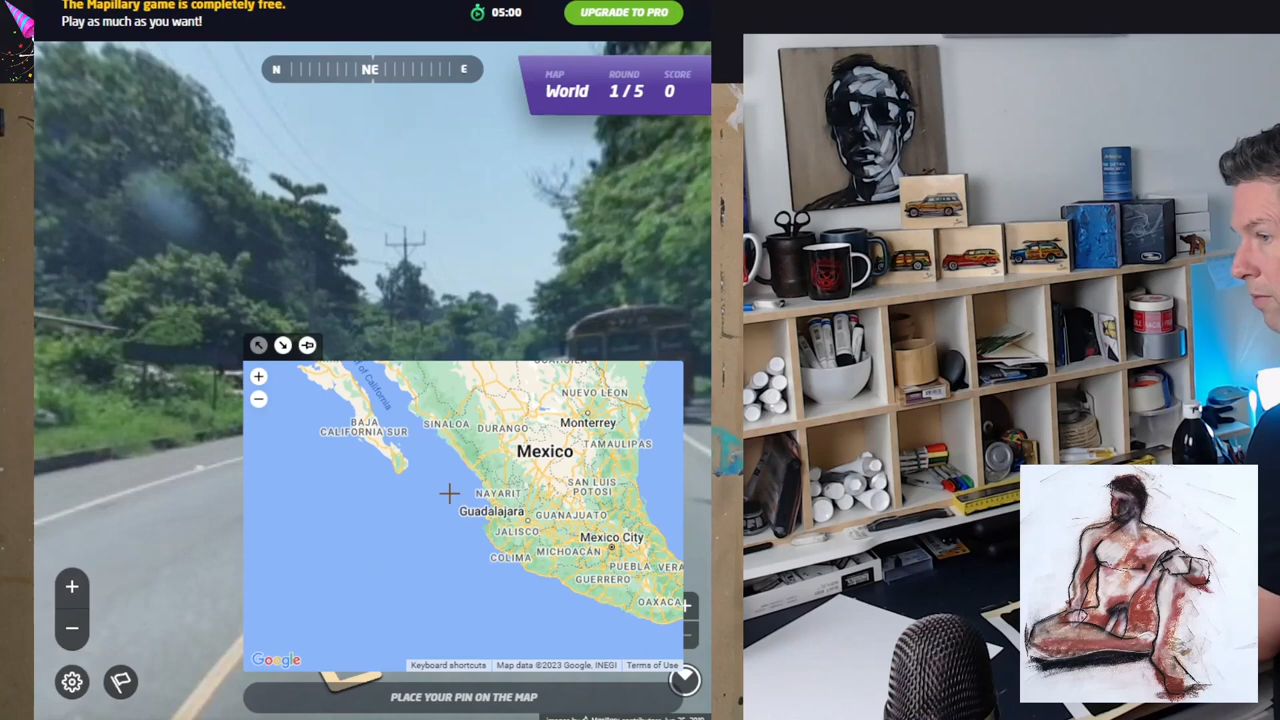 The Mapillary game is completely free.
Play as much as you want!
05:00
UPGRADE TO PRO
N
NE
E
MAP
ROUND
SCORE
World
1 / 5
0
NUEVO LEON
Monterrey
BAJA
CALIFORNIA SUR
SINALOA
DURANGO
TAMAULIPAS
Mexico
SAN LUIS
POTOSI
NAYARIT
Guadalajara
GUANAJUATO
JALISCO
Mexico City
COLIMA
MICHOACÁN
PUEBLA
VERA
GUERRERO
OAXACA
Google
Keyboard shortcuts
Map data ©2023 Google, INEGI
Terms of Use
PLACE YOUR PIN ON THE MAP